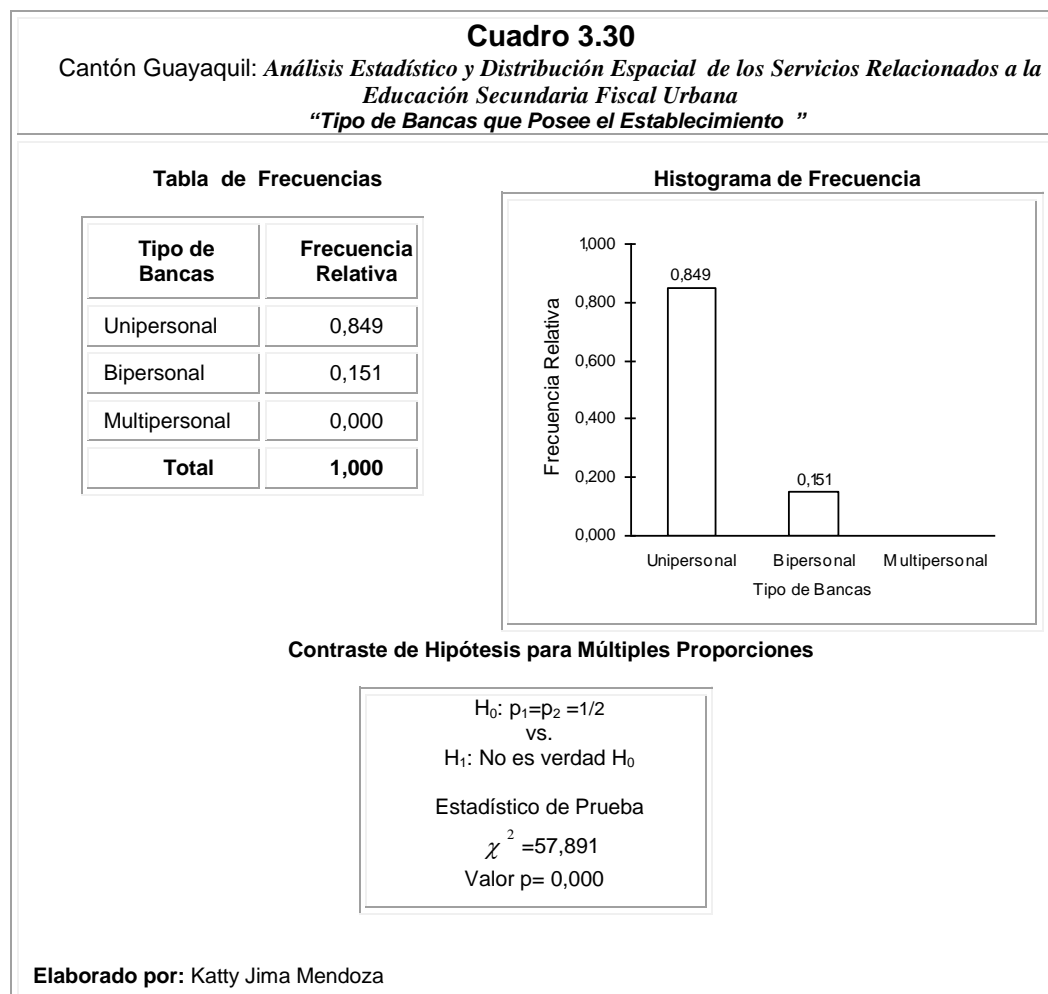 Cuadro 3.30
Cantón Guayaquil: Análisis Estadístico y Distribución Espacial de los Servicios Relacionados a la
Educación Secundaria Fiscal Urbana
“Tipo de Bancas que Posee el Establecimiento ”
Tabla de Frecuencias
Tipo de Bancas Frecuencia Relativa
Unipersonal 0,849
Bipersonal 0,151
Multipersonal 0,000
Total 1,000
Histograma de Frecuencia
Frecuencia Relativa
1,000
0,800
0,600
0,400
0,200
0,000
0,849
0,151
Unipersonal Bipersonal Multipersonal
Tipo de Bancas
Contraste de Hipótesis para Múltiples Proporciones
H₀: p₁=p₂ =1/2
vs.
H₁: No es verdad H₀
Estadístico de Prueba
χ² =57,891
Valor p= 0,000
Elaborado por: Katty Jima Mendoza